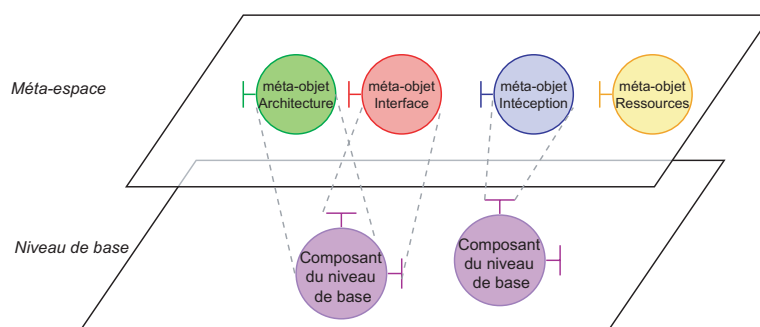 Méta-espace
méta-objet
Architecture
méta-objet
Interface
méta-objet
Intéception
méta-objet
Ressources
Niveau de base
Composant
du niveau
de base
Composant
du niveau
de base